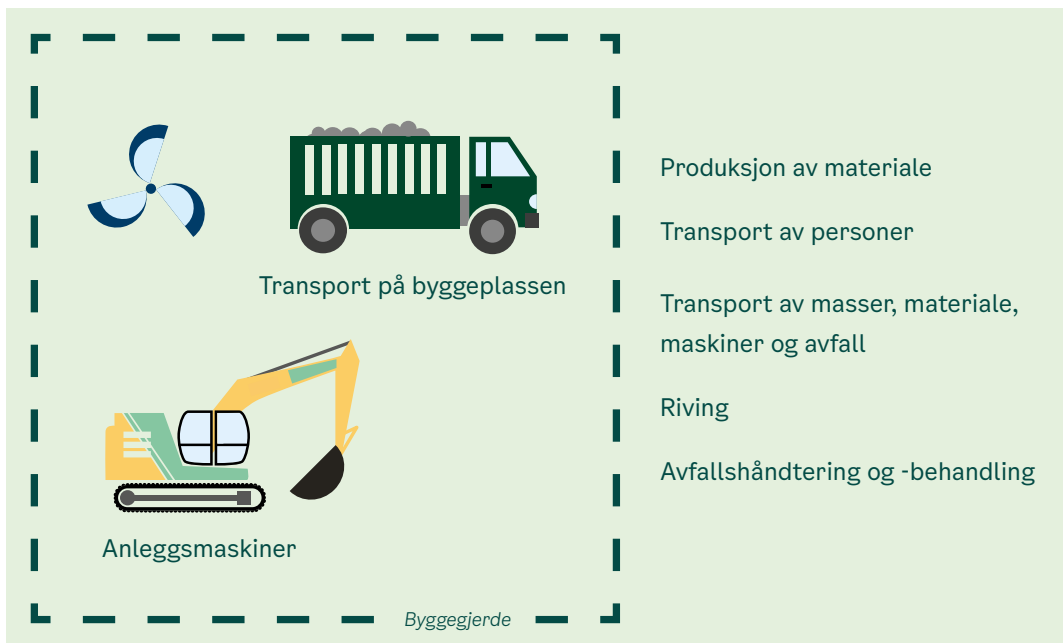 Transport på byggeplassen
Anleggsmaskiner
Byggegjerde
Produksjon av materiale
Transport av personer
Transport av masser, materiale,
maskiner og avfall
Riving
Avfallshåndtering og -behandling